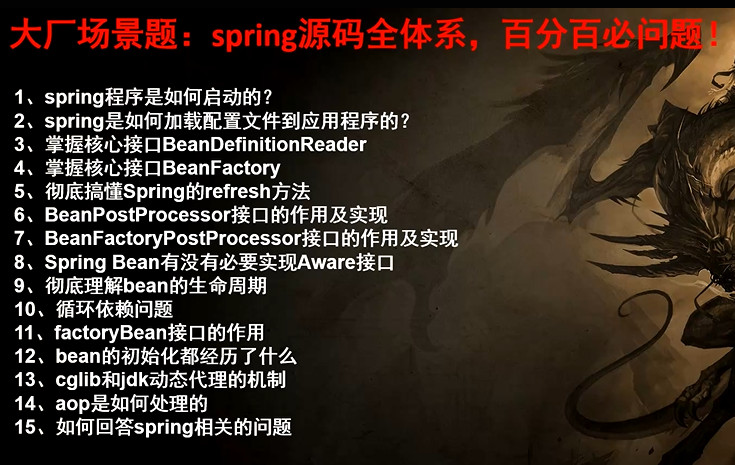 大厂场景题：spring源码全体系，百分百必问题！
1、spring程序是如何启动的？
2、spring是如何加载配置文件到应用程序的？
3、掌握核心接口BeanDefinitionReader
4、掌握核心接口BeanFactory
5、彻底搞懂Spring的refresh方法
6、BeanPostProcessor接口的作用及实现
7、BeanFactoryPostProcessor接口的作用及实现
8、Spring Bean有没有必要实现Aware接口
9、彻底理解bean的生命周期
10、循环依赖问题
11、factoryBean接口的作用
12、bean的初始化都经历了什么
13、cglib和jdk动态代理的机制
14、aop是如何处理的
15、如何回答spring相关的问题